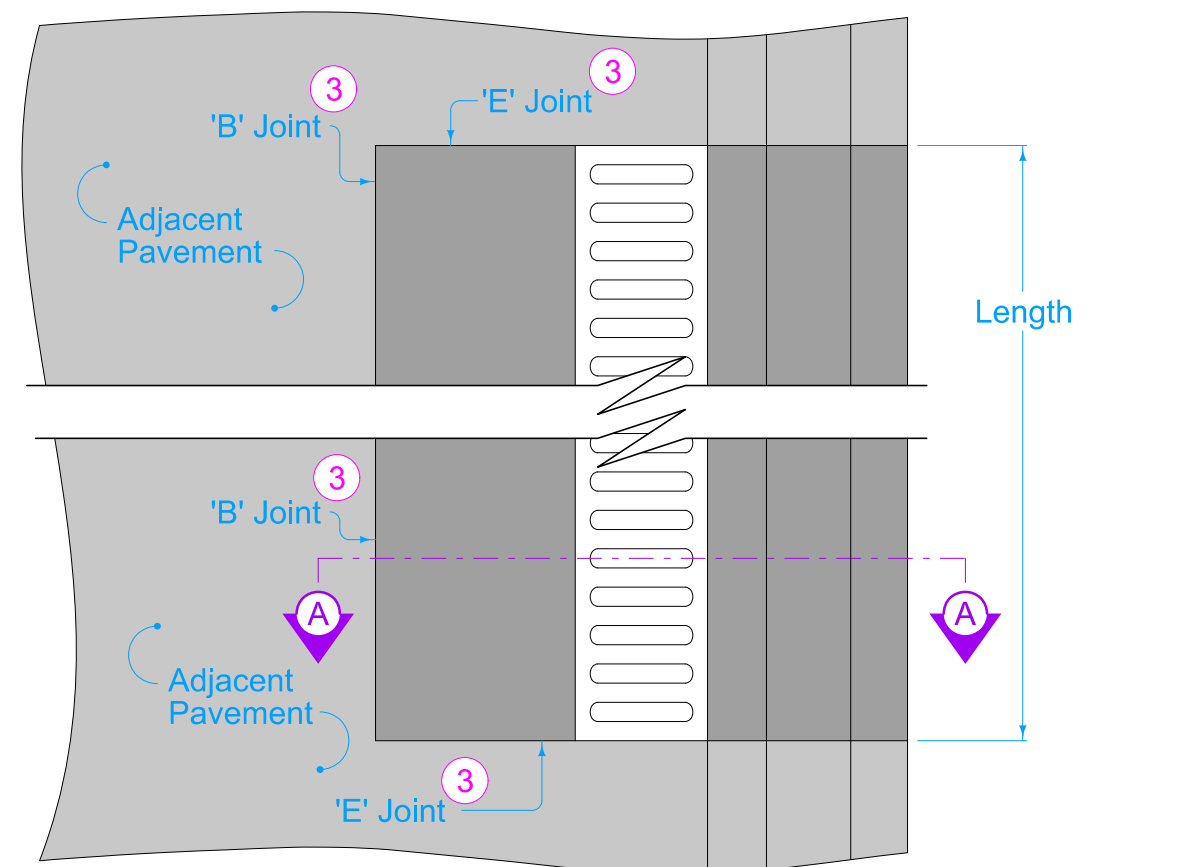 3
'E' Joint
3
'B' Joint
Adjacent
Pavement
Length
3
'B' Joint
A
A
Adjacent
Pavement
3
'E' Joint